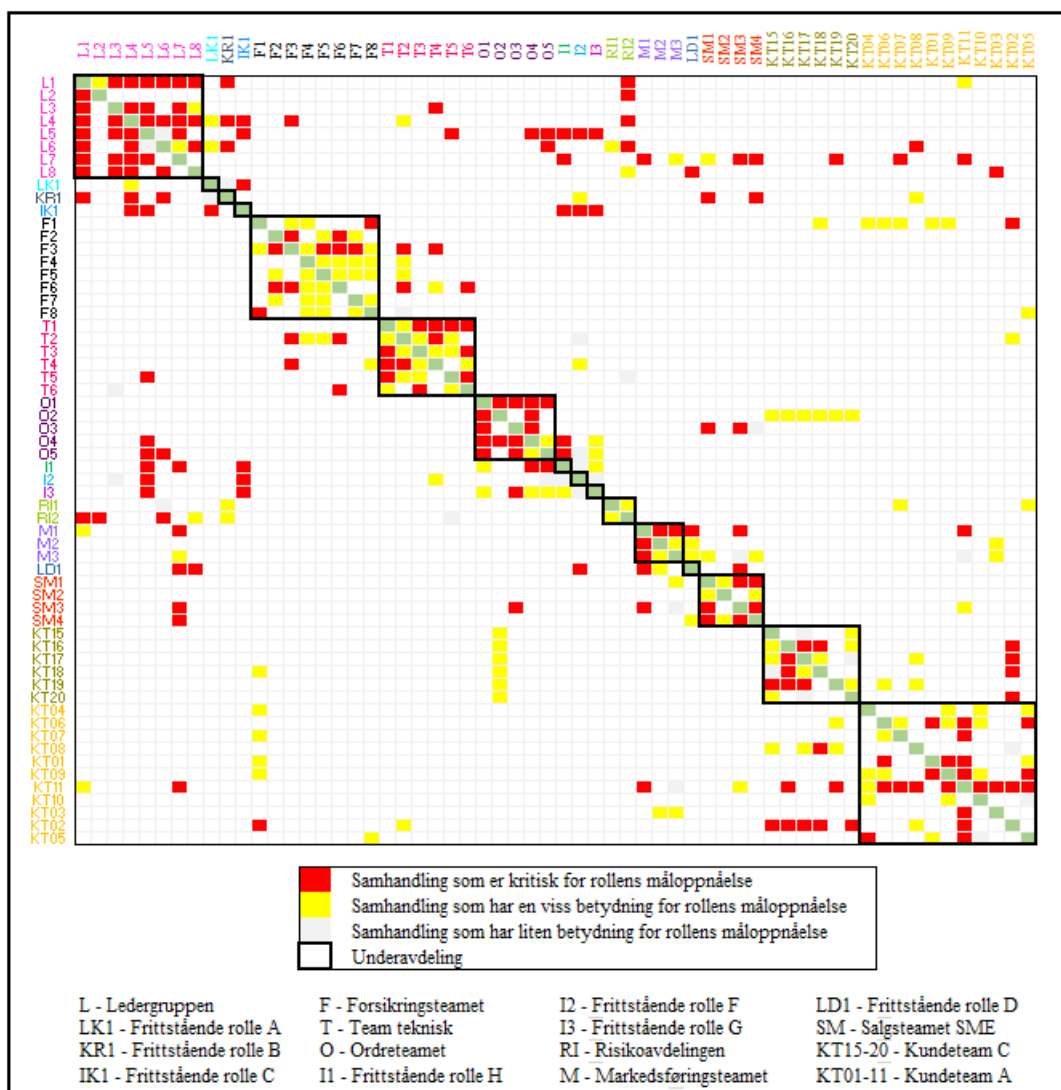 L1 L2 L3 L4 L5 L6 L7 L8 LK1 KR1 IK1 F1 F2 F3 F4 F5 F6 F7 F8 T1 T2 T3 T4 T5 T6 O1 O2 O3 O4 O5 I1 I2 I3 RI1 RI2 M1 M2 M3 LD1 SM1 SM2 SM3 SM4 KT15 KT16 KT17 KT18 KT19 KT20 KT04 KT06 KT07 KT08 KT01 KT09 KT11 KT10 KT03 KT02 KT05
L1
L2
L3
L4
L5
L6
L7
L8
LK1
KR1
IK1
F1
F2
F3
F4
F5
F6
F7
F8
T1
T2
T3
T4
T5
T6
O1
O2
O3
O4
O5
I1
I2
I3
RI1
RI2
M1
M2
M3
LD1
SM1
SM2
SM3
SM4
KT15
KT16
KT17
KT18
KT19
KT20
KT04
KT06
KT07
KT08
KT01
KT09
KT11
KT10
KT03
KT02
KT05
Samhandling som er kritisk for rollens måloppnåelse
Samhandling som har en viss betydning for rollens måloppnåelse
Samhandling som har liten betydning for rollens måloppnåelse
Underavdeling
L - Ledergruppen
LK1 - Frittstående rolle A
KR1 - Frittstående rolle B
IK1 - Frittstående rolle C
F - Forsikringsteamet
T - Team teknisk
O - Ordreteamet
I1 - Frittstående rolle H
I2 - Frittstående rolle F
I3 - Frittstående rolle G
RI - Risikoavdelingen
M - Markedsføringsteamet
LD1 - Frittstående rolle D
SM - Salgsteamet SME
KT15-20 - Kundeteam C
KT01-11 - Kundeteam A